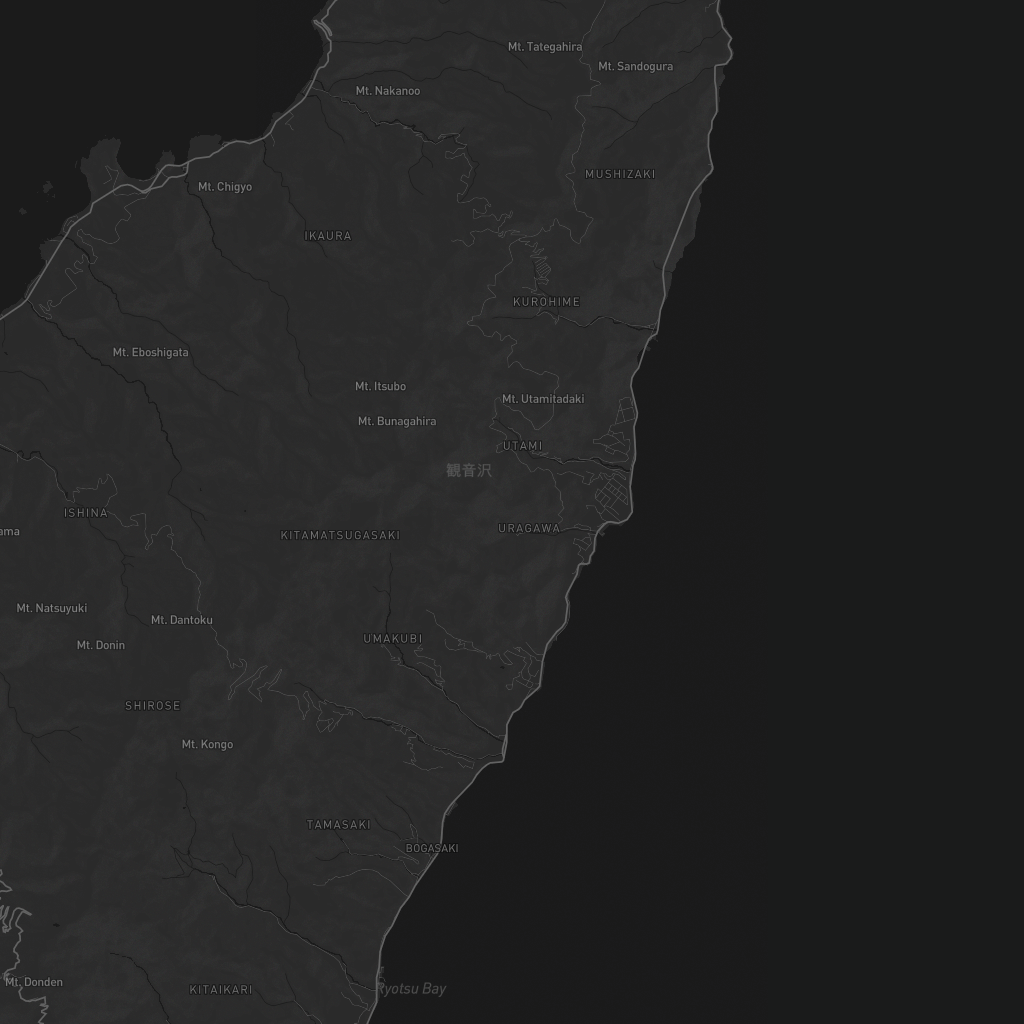 Mt. Tategahira
Mt. Sandogura
Mt. Nakanoo
MUSHIZAKI
Mt. Chigyo
IKAURA
KUROHIME
Mt. Eboshigata
Mt. Itsubo
Mt. Utamitadaki
Mt. Bunagahira
UTAMI
観音沢
ISHINA
ama
URAGAWA
KITAMATSUGASAKI
Mt. Natsuyuki
Mt. Dantoku
UMAKUBI
Mt. Donin
SHIROSE
Mt. Kongo
TAMASAKI
BOGASAKI
Mt. Donden
KITAIKARI
Ryotsu Bay